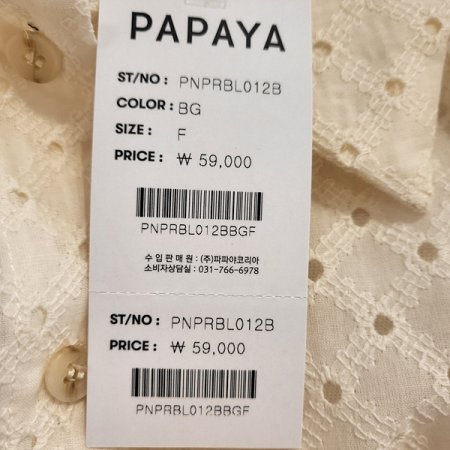 PAPAYA
ST/NO : PNPRBL012B
COLOR : BG
SIZE : F
PRICE : ₩ 59,000
PNPRBL012BBGF
수 입 판 매 원 : (주)파파야코리아
소비자상담실 : 031-766-6978
ST/NO : PNPRBL012B
PRICE : ₩ 59,000
PNPRBL012BBGF